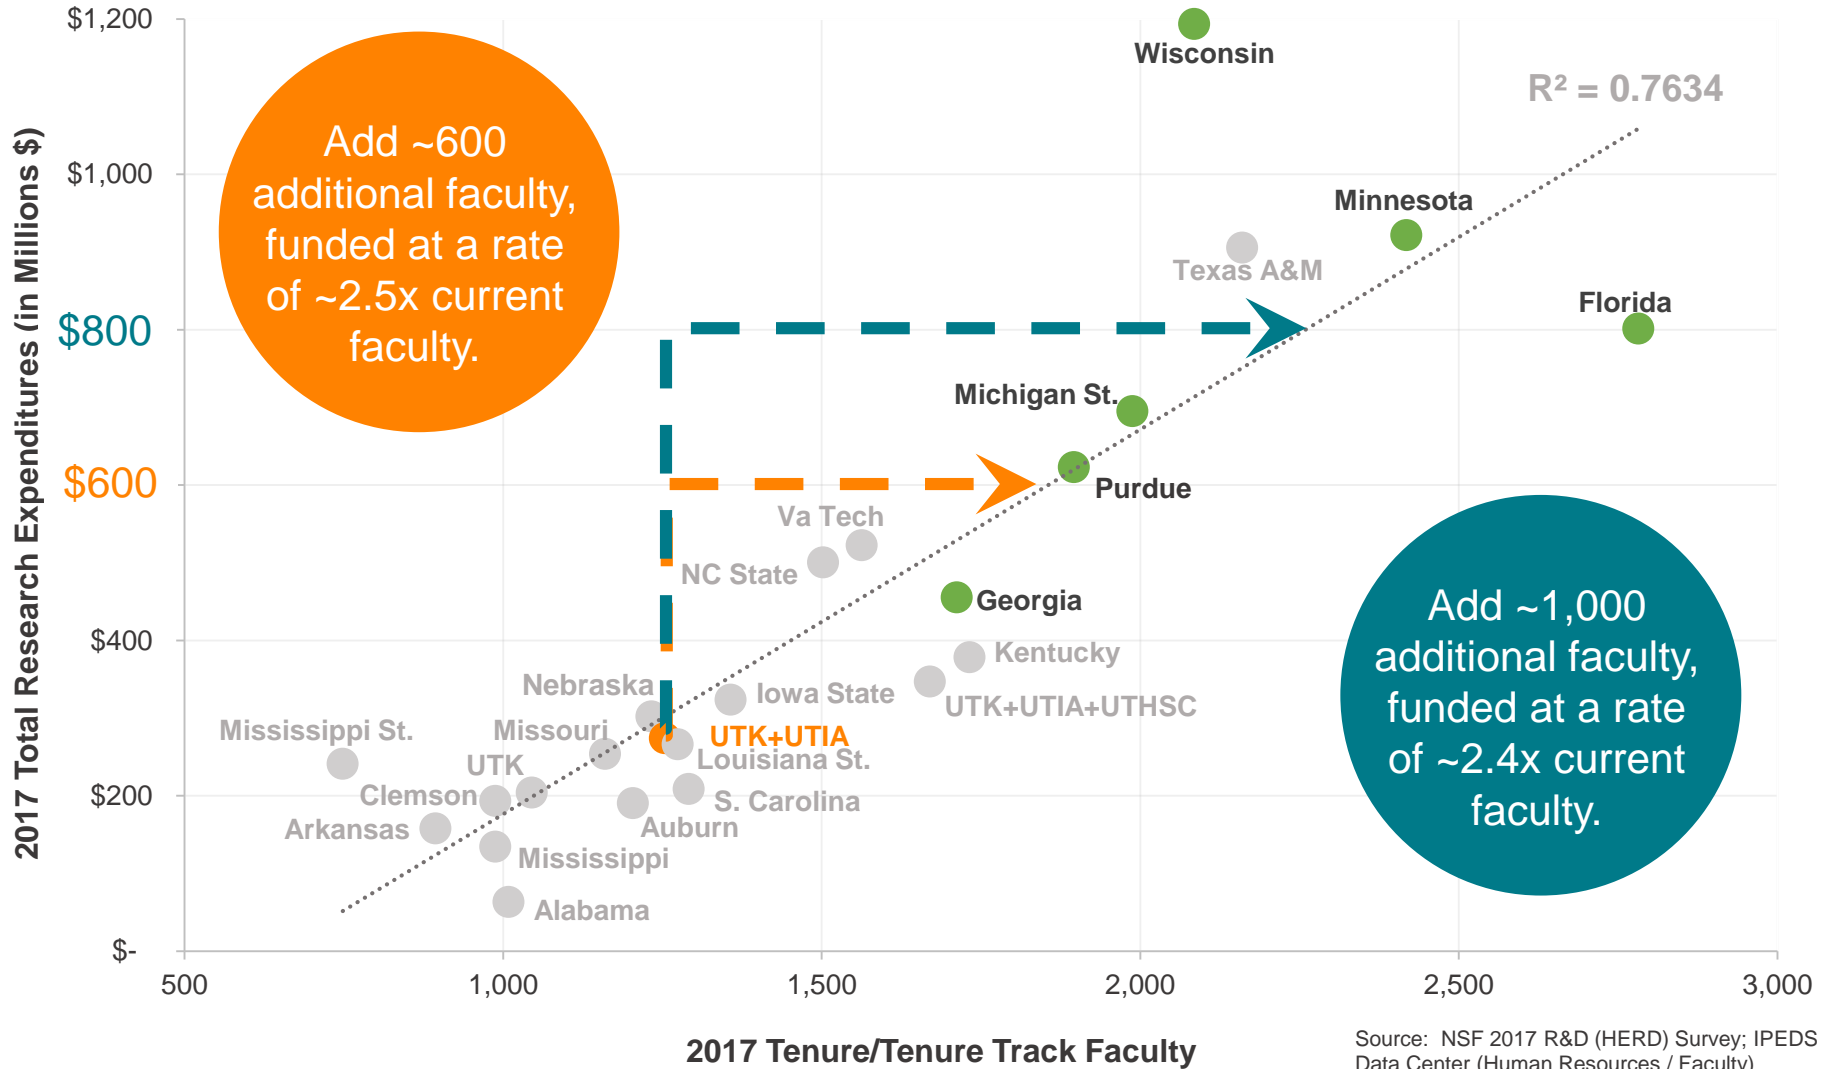 $1,200
$1,000
$800
$600
$400
$200
$-
2017 Total Research Expenditures (in Millions $)
Add ~600
additional faculty,
funded at a rate
of ~2.5x current
faculty.
Wisconsin
R² = 0.7634
Minnesota
Texas A&M
Florida
Michigan St.
Purdue
Va Tech
NC State
Georgia
Kentucky
UTK+UTIA+UTHSC
Nebraska
Iowa State
Mississippi St.
Missouri
UTK+UTIA
Louisiana St.
UTK
Clemson
S. Carolina
Arkansas
Auburn
Mississippi
Alabama
Add ~1,000
additional faculty,
funded at a rate
of ~2.4x current
faculty.
500
1,000
1,500
2,000
2,500
3,000
2017 Tenure/Tenure Track Faculty
Source: NSF 2017 R&D (HERD) Survey; IPEDS
Data Center (Human Resources / Faculty)